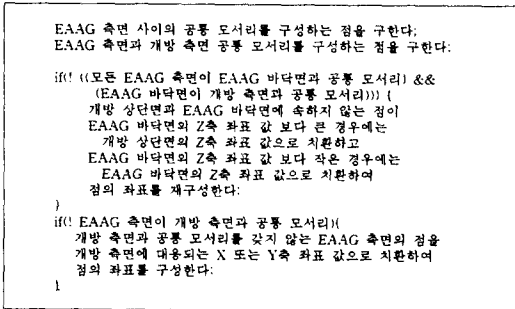 EAAG 측면 사이의 공통 모서리를 구성하는 점을 구한다;
EAAG 측면과 개방 측면 공통 모서리를 구성하는 점을 구한다;
if(! ((모든 EAAG 측면이 EAAG 바닥면과 공통 모서리) &&
(EAAG 바닥면이 개방 측면과 공통 모서리))) {
개방 상단면과 EAAG 바닥면에 속하지 않는 점이
EAAG 바닥면의 Z축 좌표 값 보다 큰 경우에는
개방 상단면의 Z축 좌표 값으로 치환하고
EAAG 바닥면의 Z축 좌표 값 보다 작은 경우에는
EAAG 바닥면의 Z축 좌표 값으로 치환하여
점의 좌표를 재구성한다;
}
if(! EAAG 측면이 개방 측면과 공통 모서리){
개방 측면과 공통 모서리를 갖지 않는 EAAG 측면의 점을
개방 측면에 대응되는 X 또는 Y축 좌표 값으로 치환하여
점의 좌표를 구성한다;
}